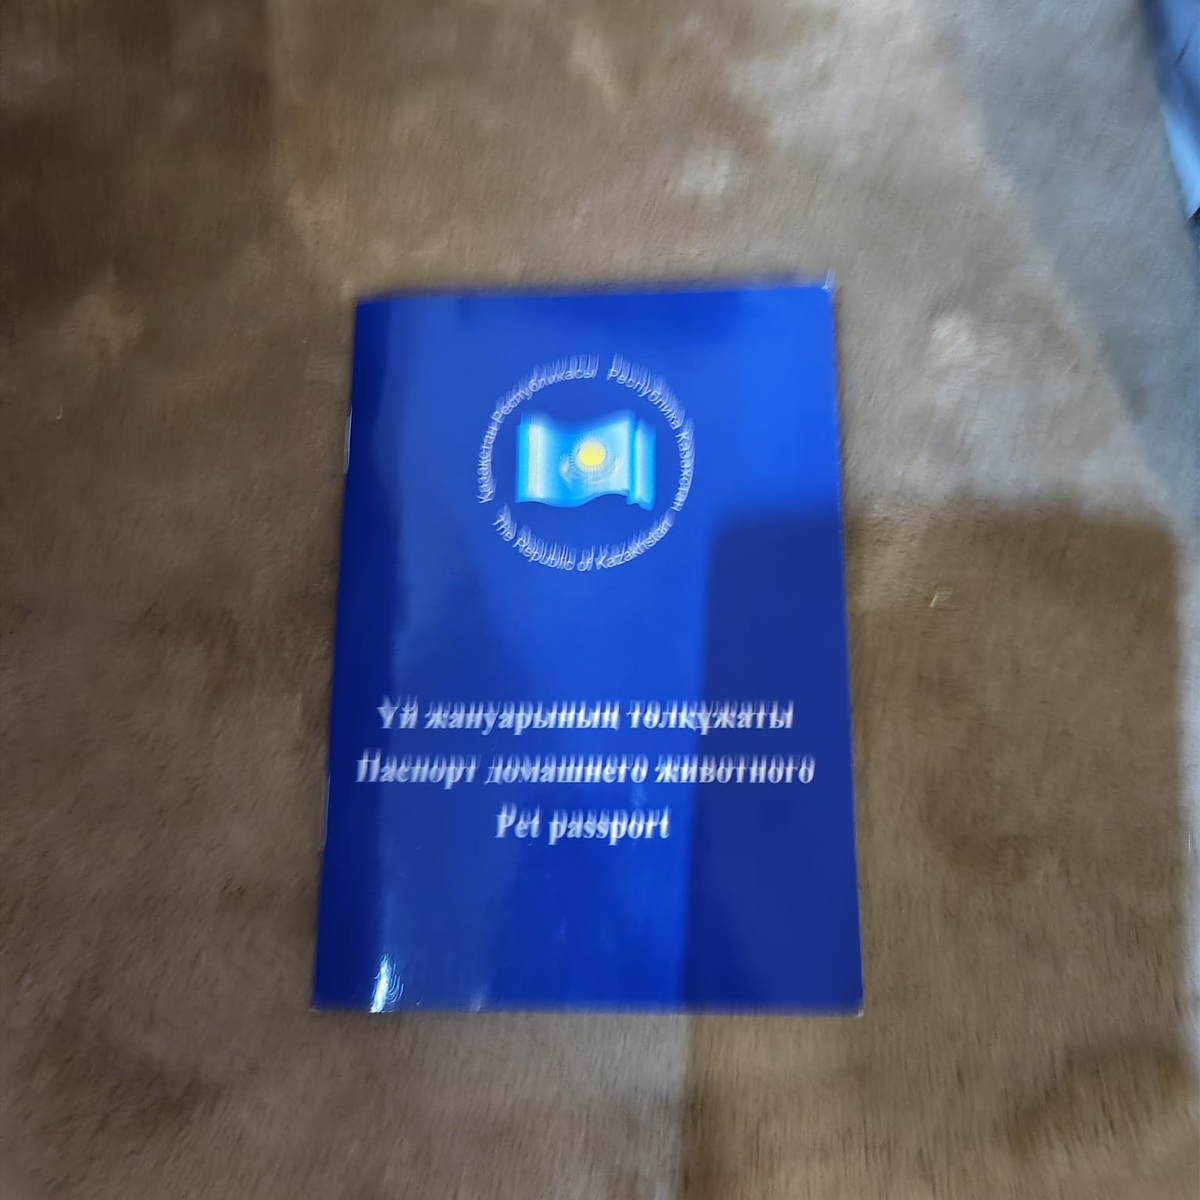 Қазақстан Республикасы
Республика Казахстан
The Republic of Kazakhstan
Үй жануарының төлқұжаты
Паспорт домашнего животного
Pet passport